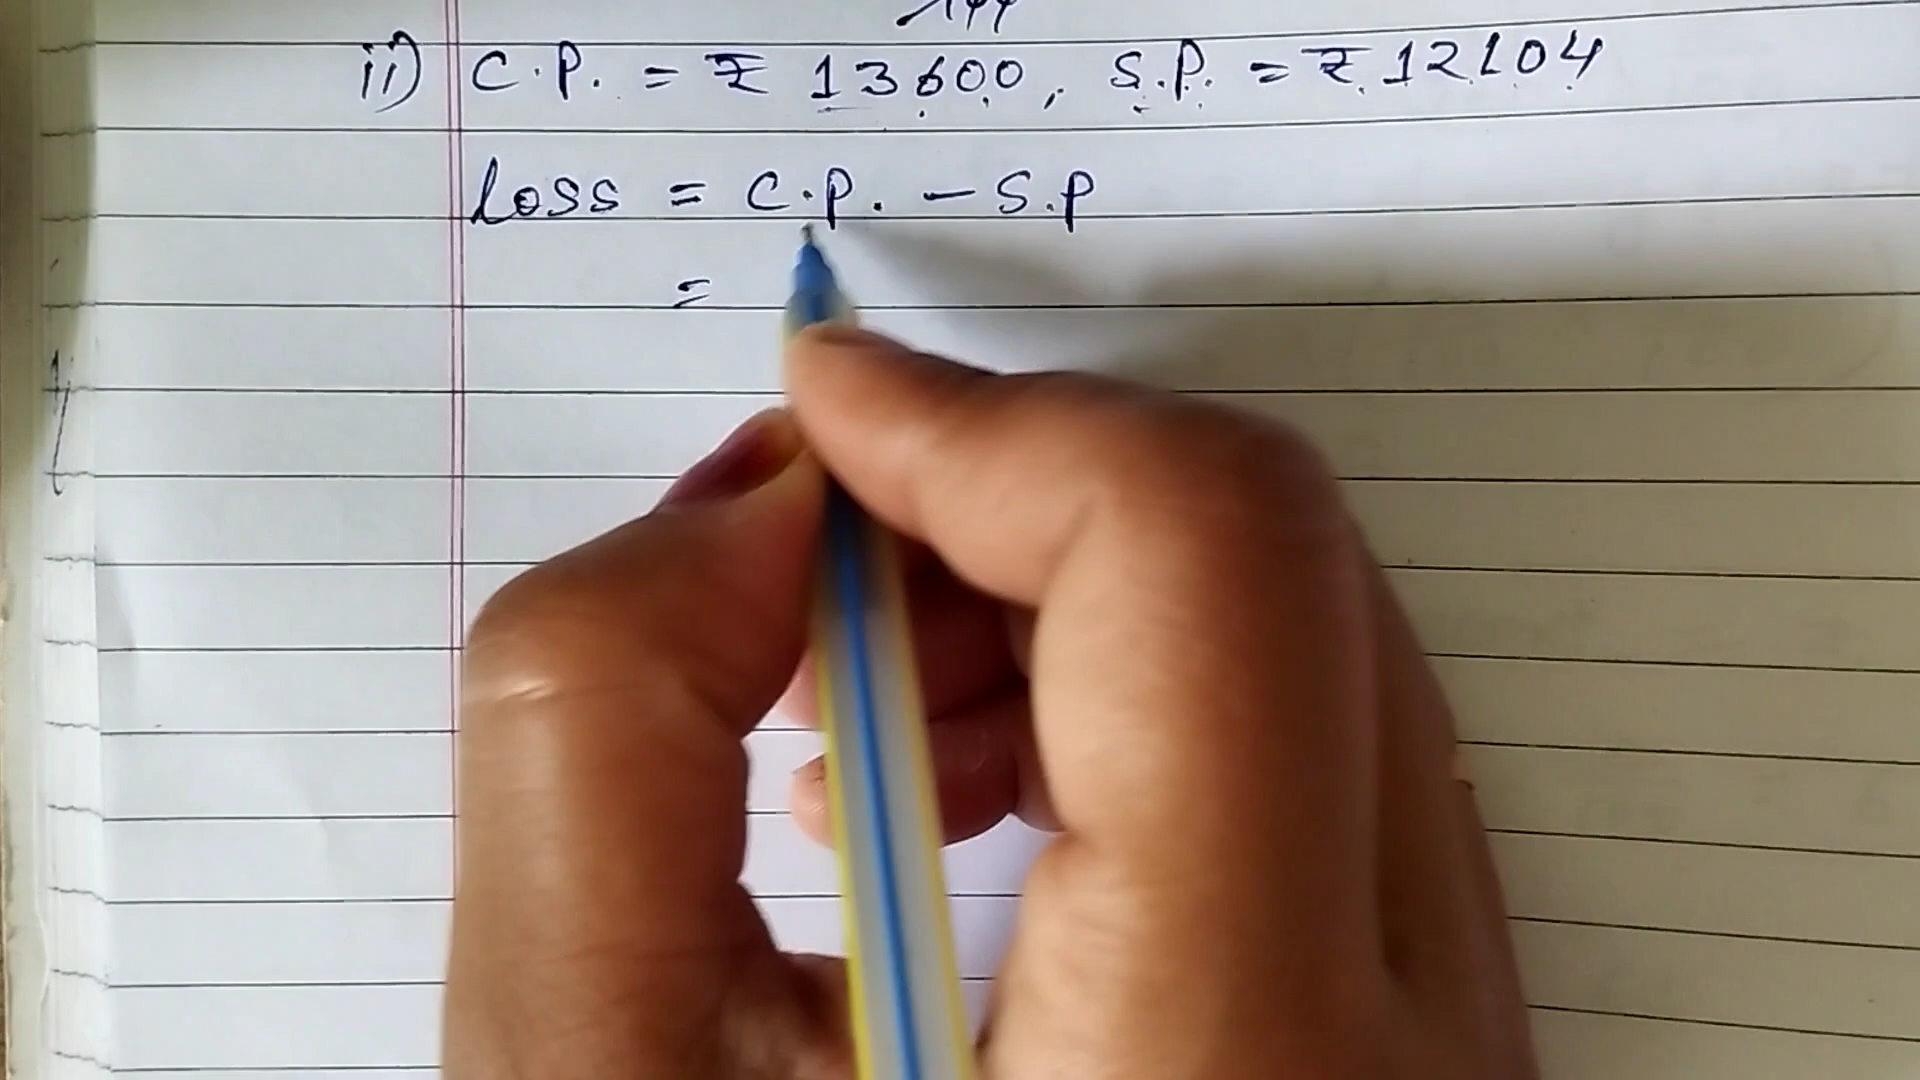 ii) C.P. = ₹ 13600, S.P. = ₹ 12104
Loss = C.P. - S.P
=